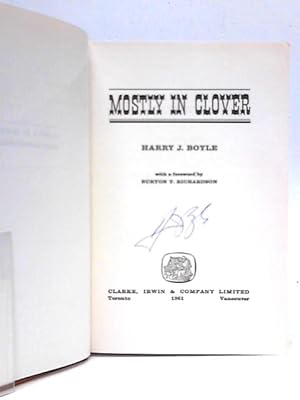 MOSTLY IN CLOVER
HARRY J. BOYLE
with a foreword by
BURTON T. RICHARDSON
CLARKE, IRWIN & COMPANY LIMITED
Toronto 1961 Vancouver